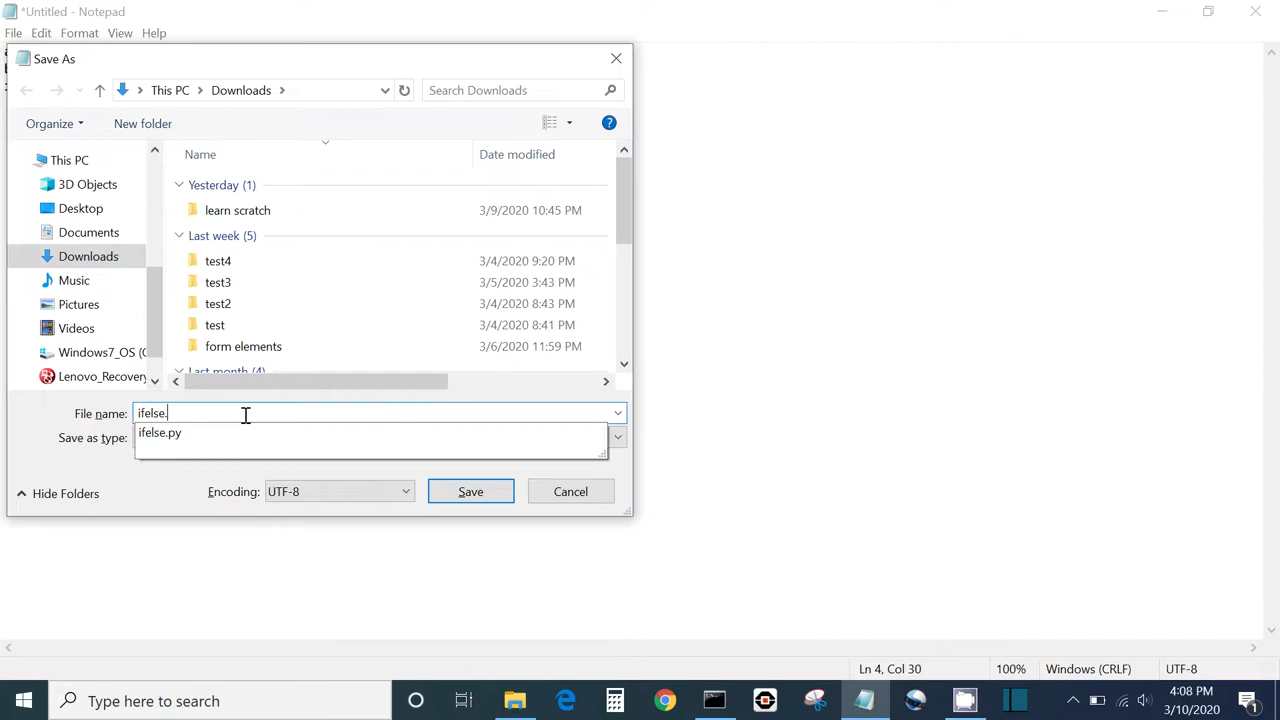 *Untitled - Notepad
File Edit Format View Help
Save As
This PC Downloads Search Downloads
Organize New folder
Name Date modified
This PC
3D Objects
Desktop
Documents
Downloads
Music
Pictures
Videos
Windows7_OS (C
Lenovo_Recovery
Yesterday (1)
learn scratch 3/9/2020 10:45 PM
Last week (5)
test4 3/4/2020 9:20 PM
test3 3/5/2020 3:43 PM
test2 3/4/2020 8:43 PM
test 3/4/2020 8:41 PM
form elements 3/6/2020 11:59 PM
Last month (4)
File name: ifelse.
ifelse.py
Save as type:
Hide Folders Encoding: UTF-8 Save Cancel
Ln 4, Col 30 100% Windows (CRLF) UTF-8
Type here to search
4:08 PM
3/10/2020
1